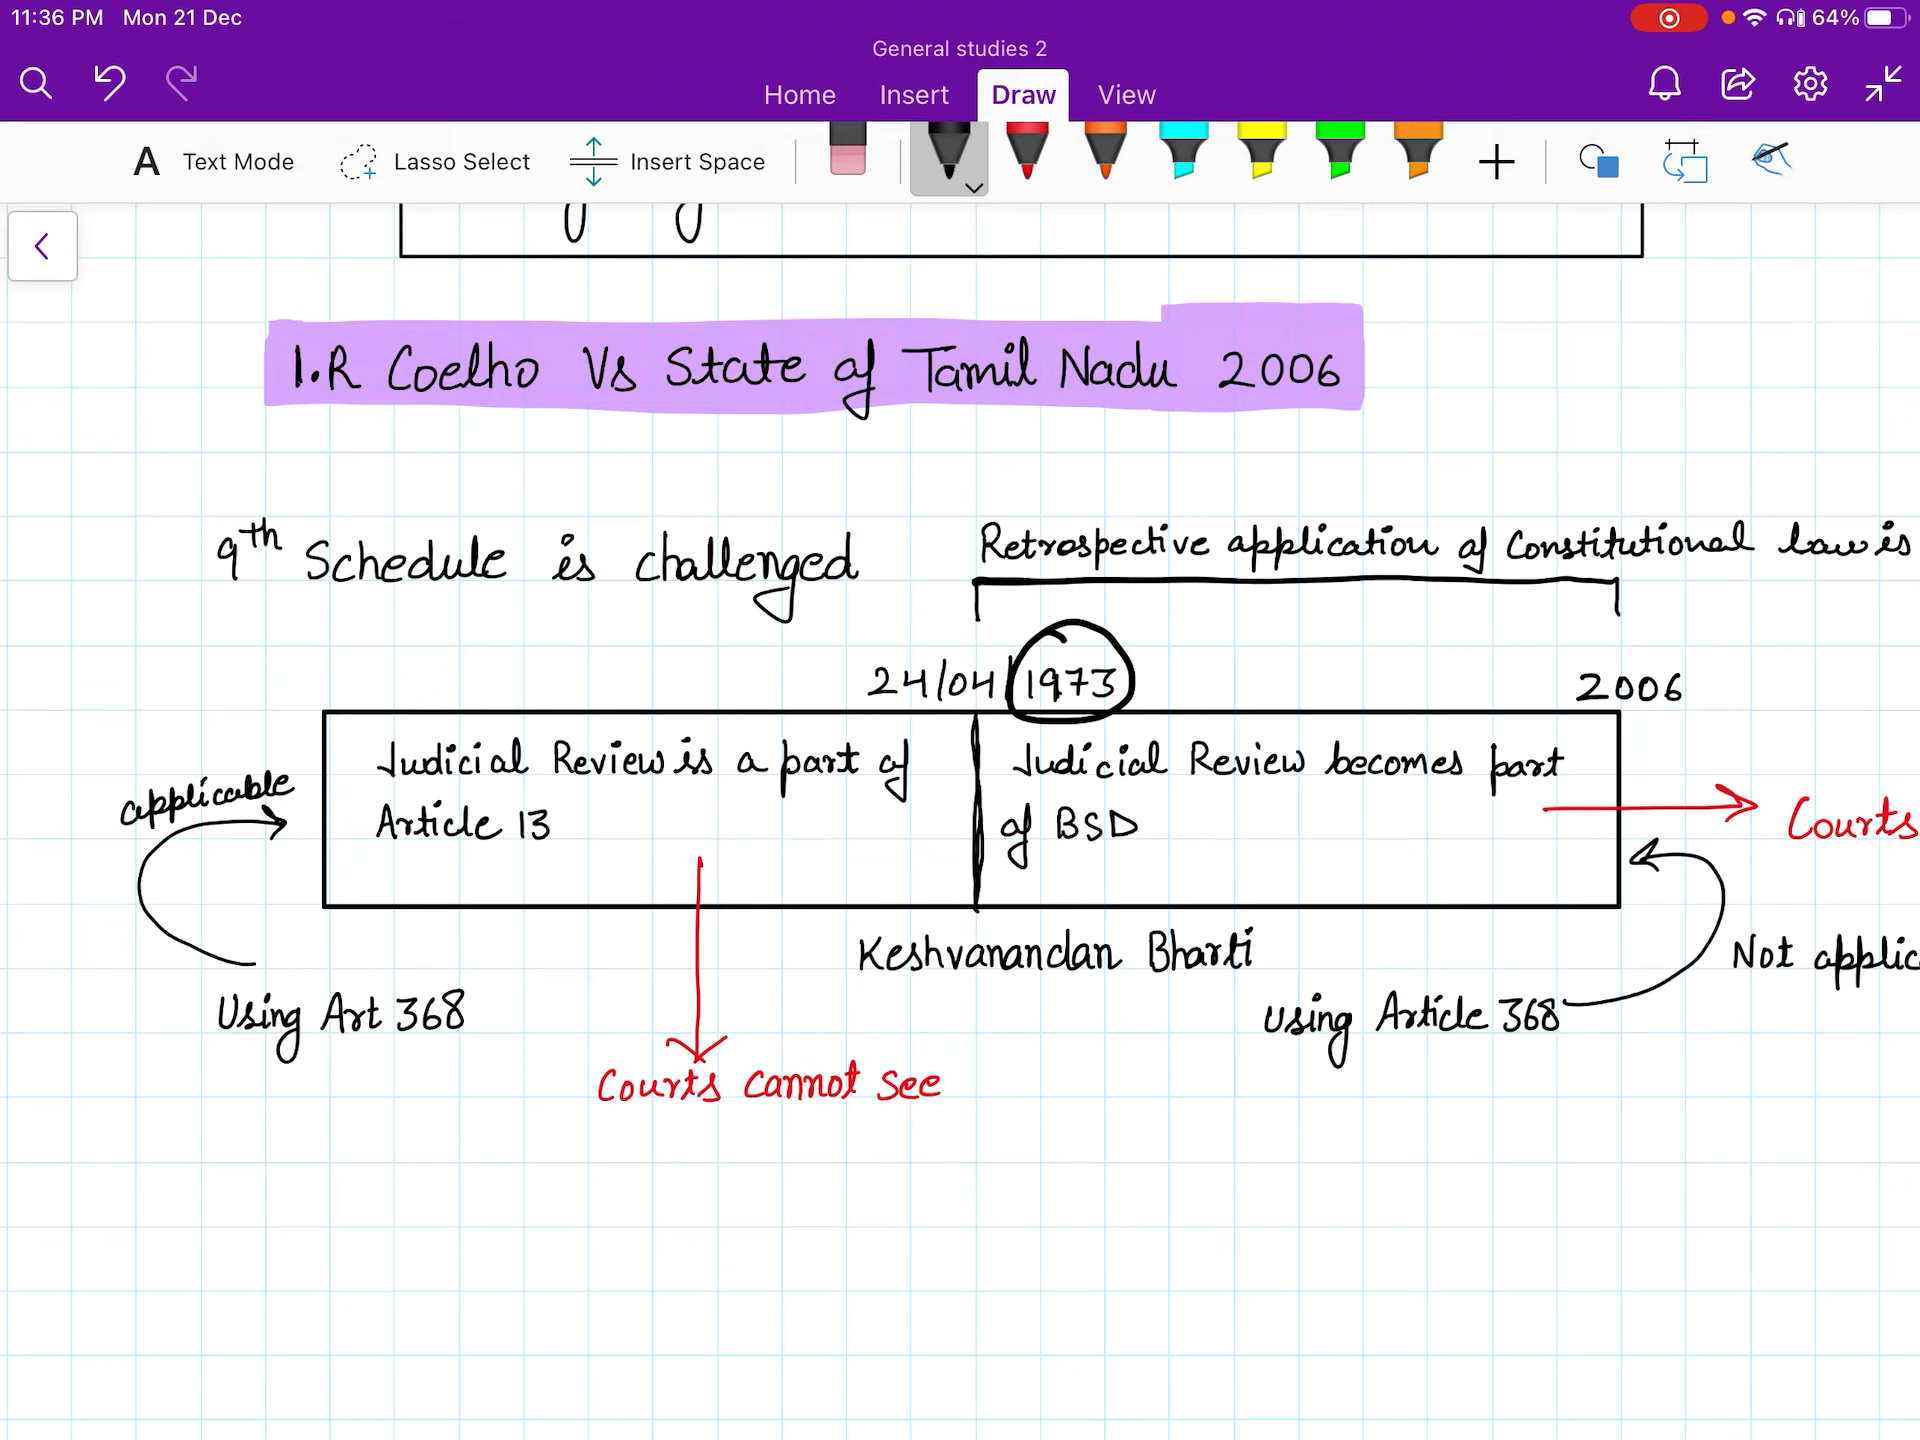 11:36 PM Mon 21 Dec
64%
General studies 2
Home Insert Draw View
A Text Mode Lasso Select Insert Space
I.R Coelho Vs State of Tamil Nadu 2006
9th Schedule is challenged
Retrospective application of Constitutional law is
24/04/1973
2006
applicable
Judicial Review is a part of
Article 13
Judicial Review becomes part
of BSD
Courts
Keshvanandan Bharti
Not applic
Using Art 368
using Article 368
Courts cannot see